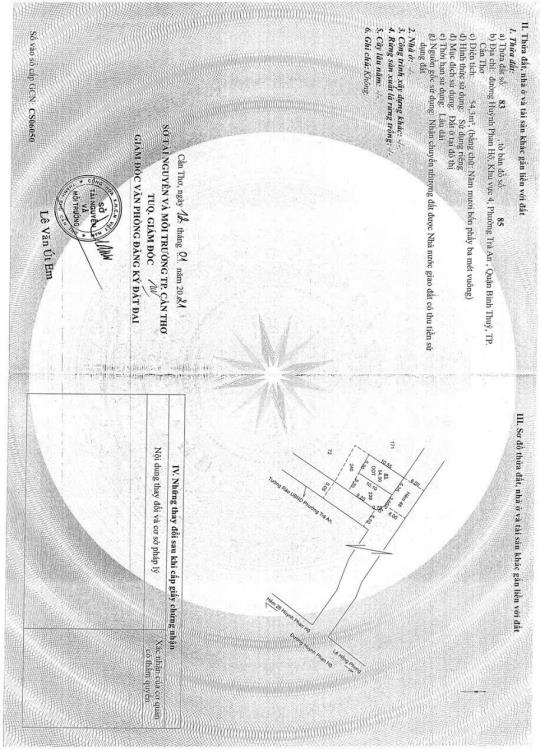 II. Thửa đất, nhà ở và tài sản khác gắn liền với đất
1. Thửa đất:
a) Thửa đất số: 83 , tờ bản đồ số: 85
b) Địa chỉ: đường Huỳnh Phan Hộ, Khu vực 4, Phường Trà An, Quận Bình Thuỷ, TP.
Cần Thơ
c) Diện tích: 54,3m², (bằng chữ: Năm mươi bốn phẩy ba mét vuông)
d) Hình thức sử dụng: Sử dụng riêng
đ) Mục đích sử dụng: Đất ở tại đô thị
e) Thời hạn sử dụng: Lâu dài
g) Nguồn gốc sử dụng: Nhận chuyển nhượng đất được Nhà nước giao đất có thu tiền sử
dụng đất
2. Nhà ở: -/-.
3. Công trình xây dựng khác: -/-.
4. Rừng sản xuất là rừng trồng: -/-.
5. Cây lâu năm: -/-.
6. Ghi chú: Không.
Cần Thơ, ngày 12 tháng 01 năm 2021
SỞ TÀI NGUYÊN VÀ MÔI TRƯỜNG TP. CẦN THƠ
TUQ. GIÁM ĐỐC
GIÁM ĐỐC VĂN PHÒNG ĐĂNG KÝ ĐẤT ĐAI
SỞ
TÀI NGUYÊN
VÀ
MÔI TRƯỜNG
Lê Văn Út Em
Số vào sổ cấp GCN: CS06050
III. Sơ đồ thửa đất, nhà ở và tài sản khác gắn liền với đất
171
Hẻm 49
83
ODT
239
240
72
Tường Rào UBND Phường Trà An
Hẻm 28 Huỳnh Phan Hộ
Đường Huỳnh Phan Hộ
Lê Hồng Phong
IV. Những thay đổi sau khi cấp giấy chứng nhận
Nội dung thay đổi và cơ sở pháp lý
Xác nhận của cơ quan
có thẩm quyền